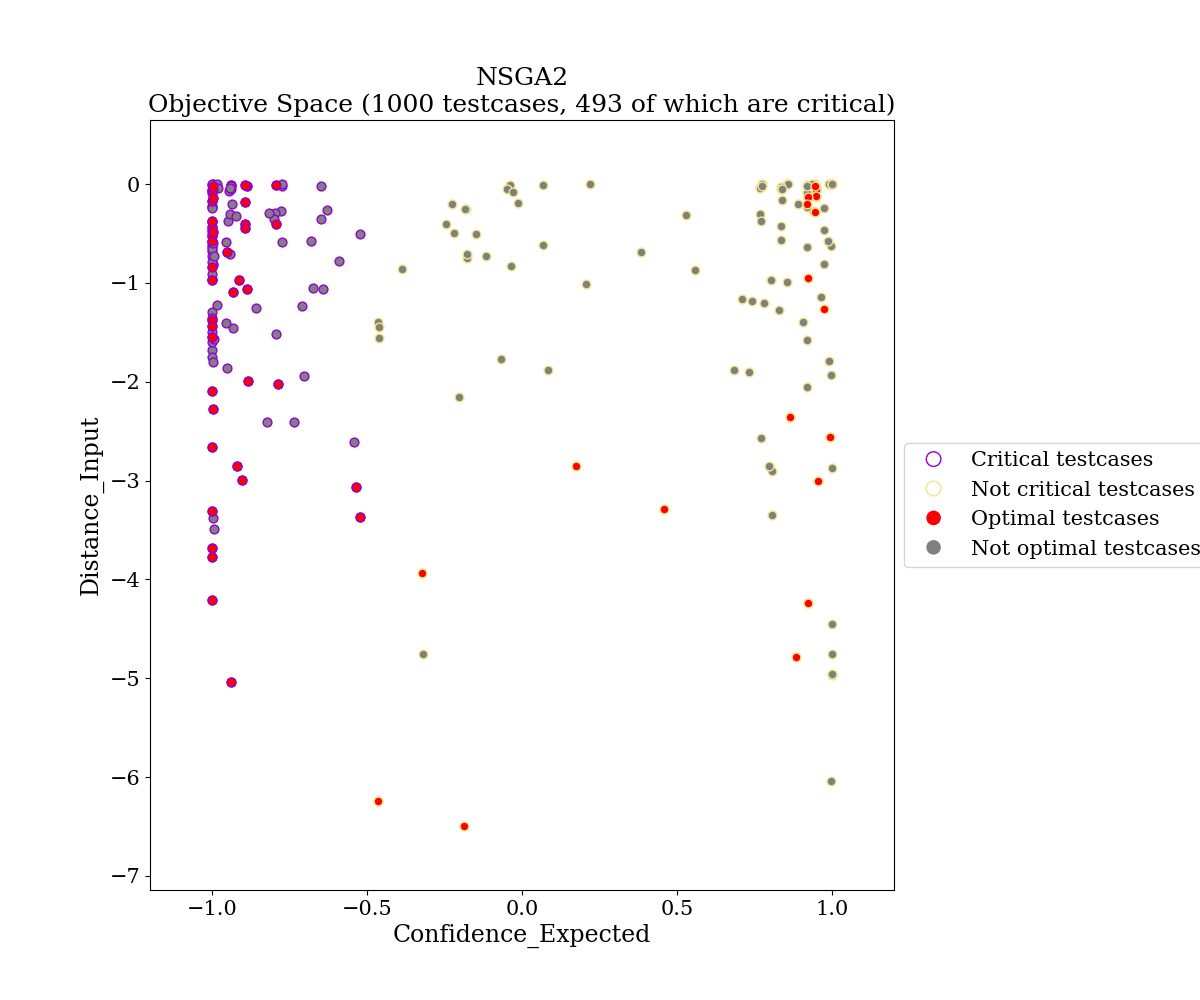 NSGA2
Objective Space (1000 testcases, 493 of which are critical)
0
−1
−2
−3
−4
−5
−6
−7
Distance_Input
−1.0
−0.5
0.0
0.5
1.0
Confidence_Expected
Critical testcases
Not critical testcases
Optimal testcases
Not optimal testcases